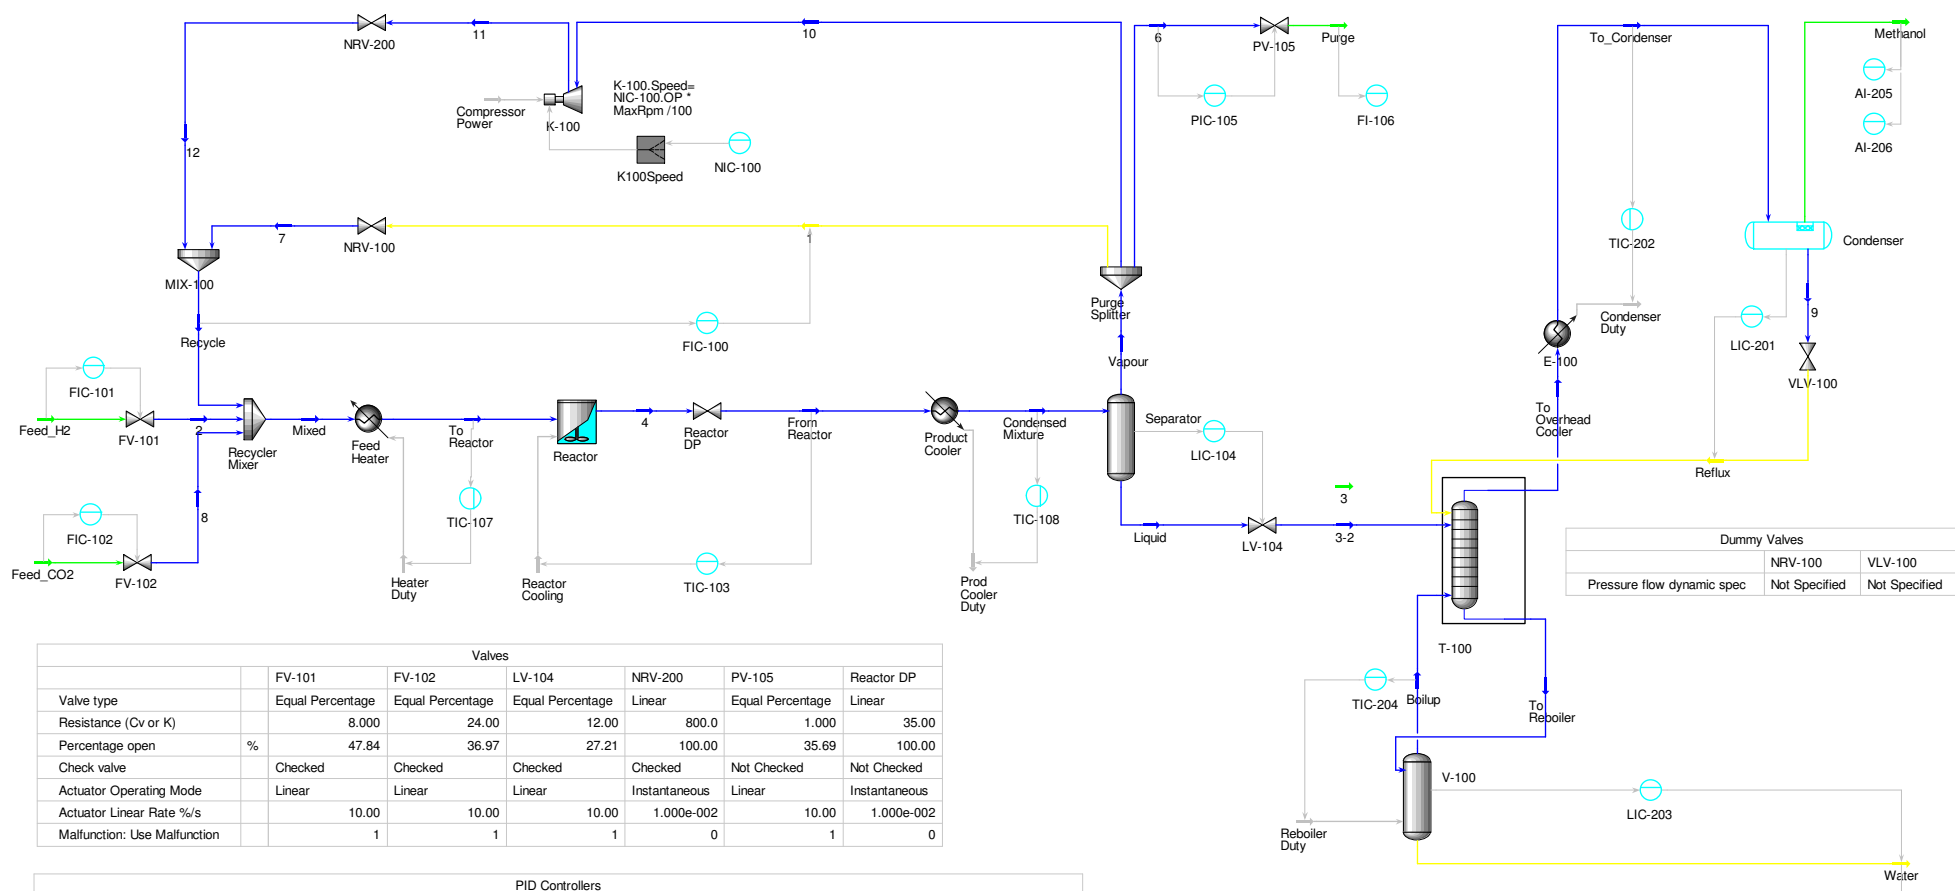 NRV-200
11
10
6
PV-105
Purge
To_Condenser
Methanol
K-100.Speed=
NIC-100.OP *
MaxRpm /100
Compressor
Power
K-100
PIC-105
FI-106
AI-205
AI-206
12
K100Speed
NIC-100
7
NRV-100
1
TIC-202
Condenser
MIX-100
Purge
Splitter
Recycle
FIC-100
Vapour
Condenser
Duty
LIC-201
9
E-100
VLV-100
FIC-101
Feed_H2
FV-101
2
Recycler
Mixer
Mixed
Feed
Heater
To
Reactor
Reactor
4
Reactor
DP
From
Reactor
Product
Cooler
Condensed
Mixture
Separator
LIC-104
To
Overhead
Cooler
Reflux
8
TIC-107
TIC-108
3
FIC-102
Feed_CO2
FV-102
Heater
Duty
Reactor
Cooling
TIC-103
Prod
Cooler
Duty
Liquid
LV-104
3-2
T-100
Dummy Valves
NRV-100 VLV-100
Pressure flow dynamic spec Not Specified Not Specified
TIC-204
Boilup
To
Reboiler
V-100
LIC-203
Reboiler
Duty
Water
Valves
FV-101 FV-102 LV-104 NRV-200 PV-105 Reactor DP
Valve type Equal Percentage Equal Percentage Equal Percentage Linear Equal Percentage Linear
Resistance (Cv or K) 8.000 24.00 12.00 800.0 1.000 35.00
Percentage open % 47.84 36.97 27.21 100.00 35.69 100.00
Check valve Checked Checked Checked Checked Not Checked Not Checked
Actuator Operating Mode Linear Linear Linear Instantaneous Linear Instantaneous
Actuator Linear Rate %/s 10.00 10.00 10.00 1.000e-002 10.00 1.000e-002
Malfunction: Use Malfunction 1 1 1 0 1 0
PID Controllers